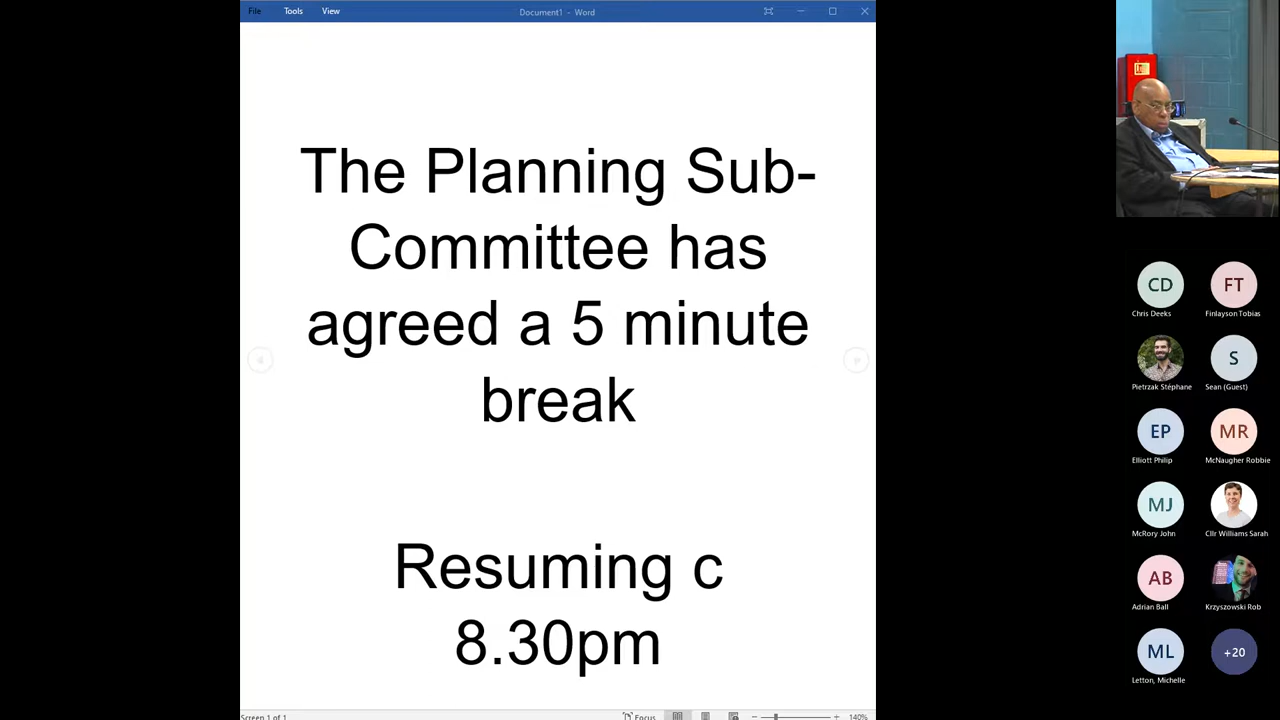 File Tools View Document1 - Word
The Planning Sub-
Committee has
agreed a 5 minute
break
Resuming c
8.30pm
Screen 1 of 1 Focus 140%
CD FT
Chris Deeks Finlayson Tobias
S
Pietrzak Stéphane Sean (Guest)
EP MR
Elliott Philip McNaugher Robbie
MJ
McRory John Cllr Williams Sarah
AB
Adrian Ball Krzyszowski Rob
ML +20
Letton, Michelle